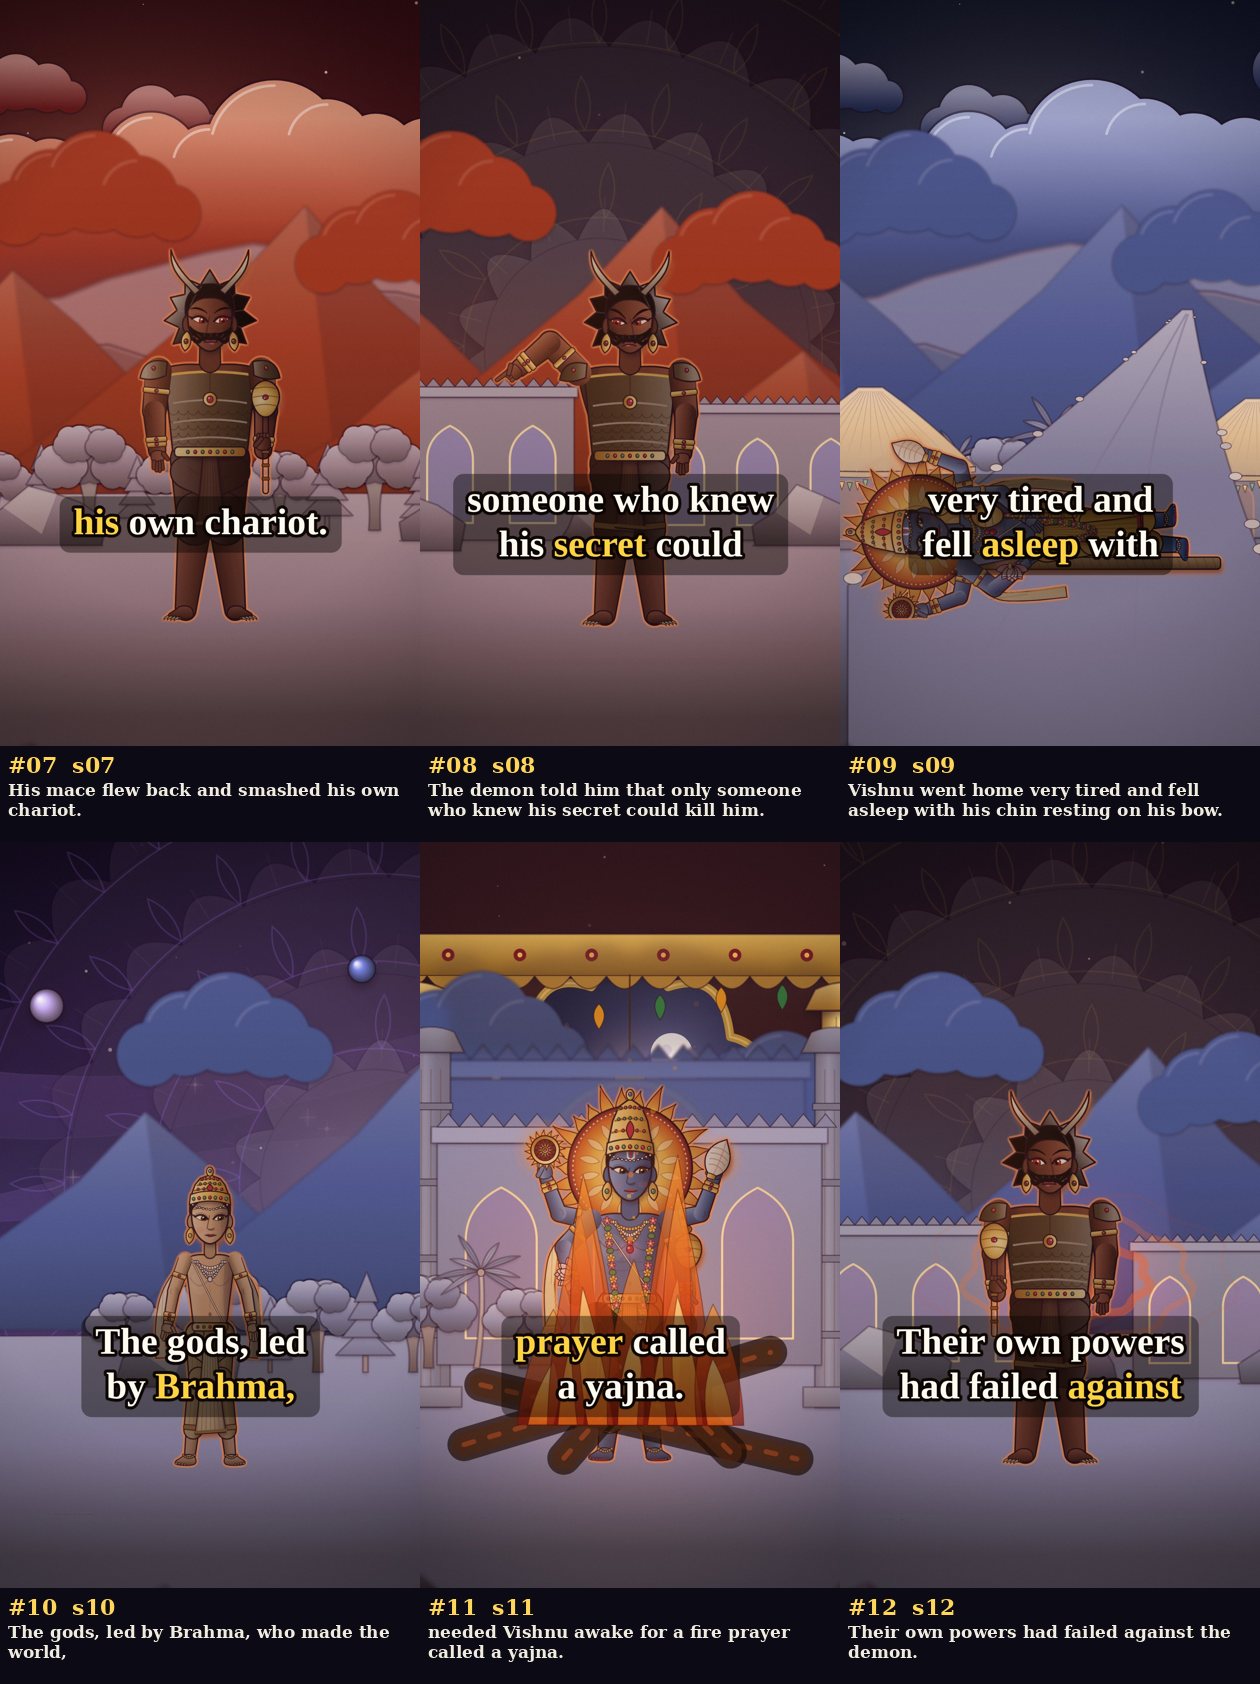 his own chariot.
someone who knew
his secret could
very tired and
fell asleep with
#07 s07
His mace flew back and smashed his own
chariot.
#08 s08
The demon told him that only someone
who knew his secret could kill him.
#09 s09
Vishnu went home very tired and fell
asleep with his chin resting on his bow.
The gods, led
by Brahma,
prayer called
a yajna.
Their own powers
had failed against
#10 s10
The gods, led by Brahma, who made the
world,
#11 s11
needed Vishnu awake for a fire prayer
called a yajna.
#12 s12
Their own powers had failed against the
demon.